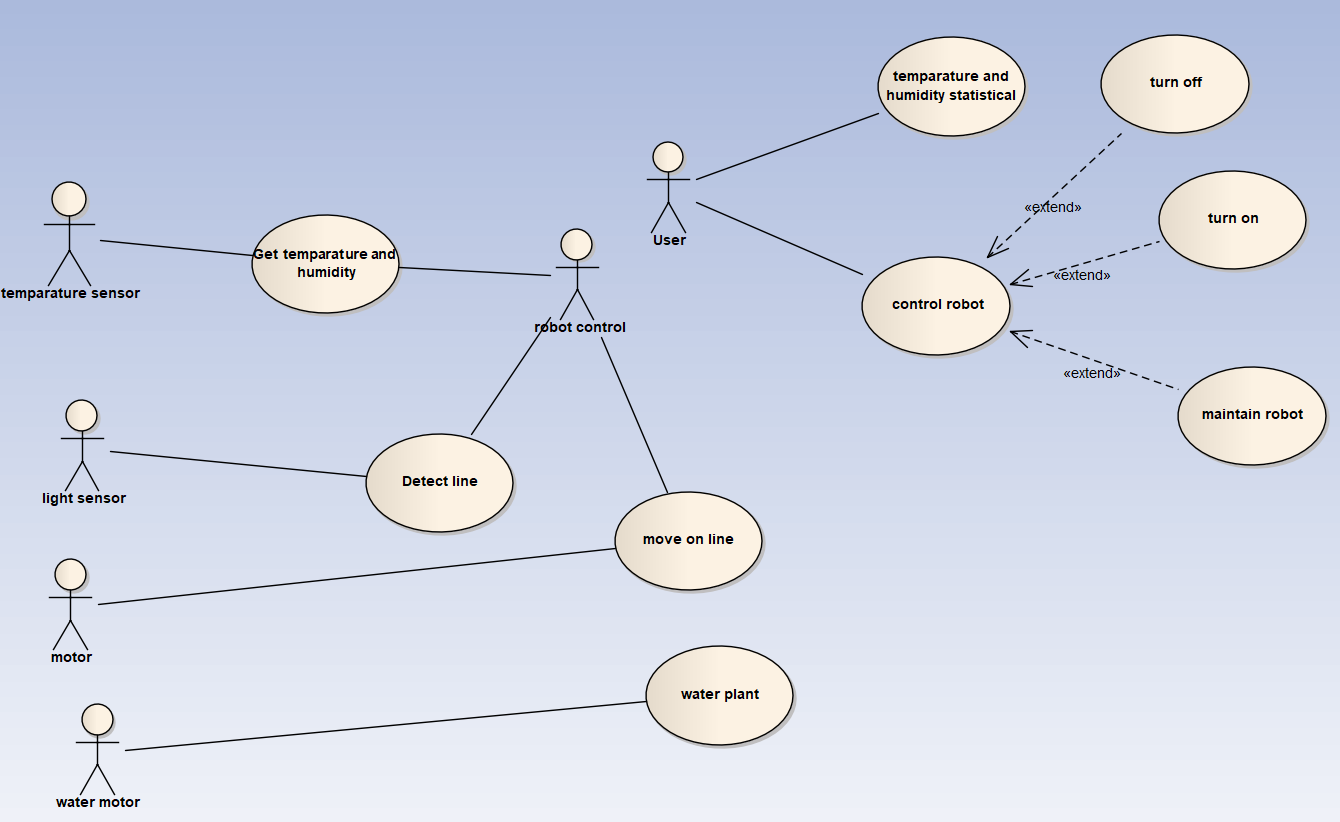 temparature and
humidity statistical
turn off
«extend»
turn on
User
«extend»
control robot
Get temparature and
humidity
temparature sensor
robot control
«extend»
maintain robot
Detect line
light sensor
move on line
motor
water plant
water motor